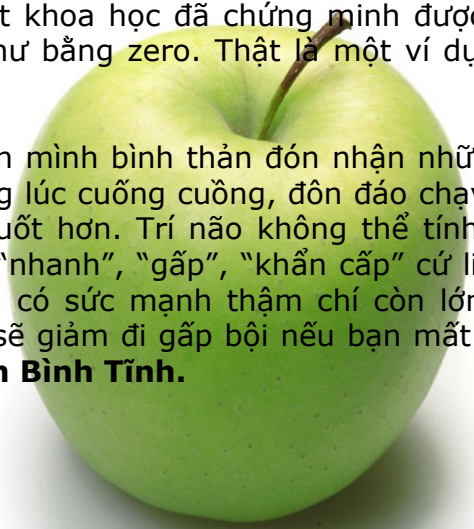 t khoa học đã chứng minh được
hư bằng zero. Thật là một ví dụ
n mình bình thản đón nhận nhữ
g lúc cuống cuồng, đôn đáo chạy
uốt hơn. Trí não không thể tính
“nhanh”, “gấp”, “khẩn cấp” cứ li
có sức mạnh thậm chí còn lớn
sẽ giảm đi gấp bội nếu bạn mất
n Bình Tĩnh.